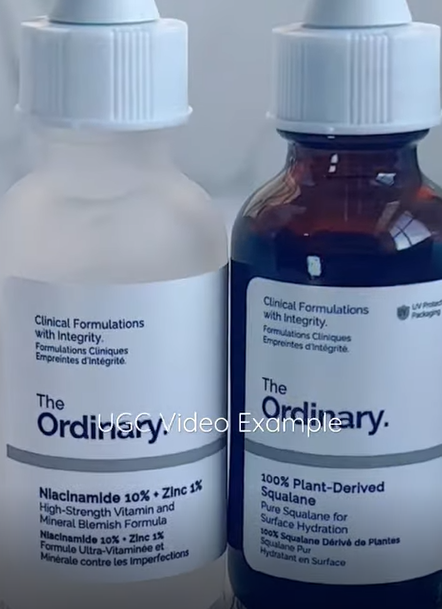 Clinical Formulations
with Integrity.
Formulations Cliniques
Empreintes d'Intégrité.
The
Ordinary.
Niacinamide 10% + Zinc 1%
High-Strength Vitamin and
Mineral Blemish Formula
Niacinamide 10% + Zinc 1%
Formule Ultra-Vitaminée et
Minérale contre les Imperfections
Clinical Formulations
with Integrity.
Formulations Cliniques
Empreintes d'Intégrité.
UV Protect
Packaging
The
Ordinary.
100% Plant-Derived
Squalane
Pure Squalane for
Surface Hydration
100% Squalane Dérivé de Plantes
Squalane Pur
Hydratant en Surface
UGC Video Example